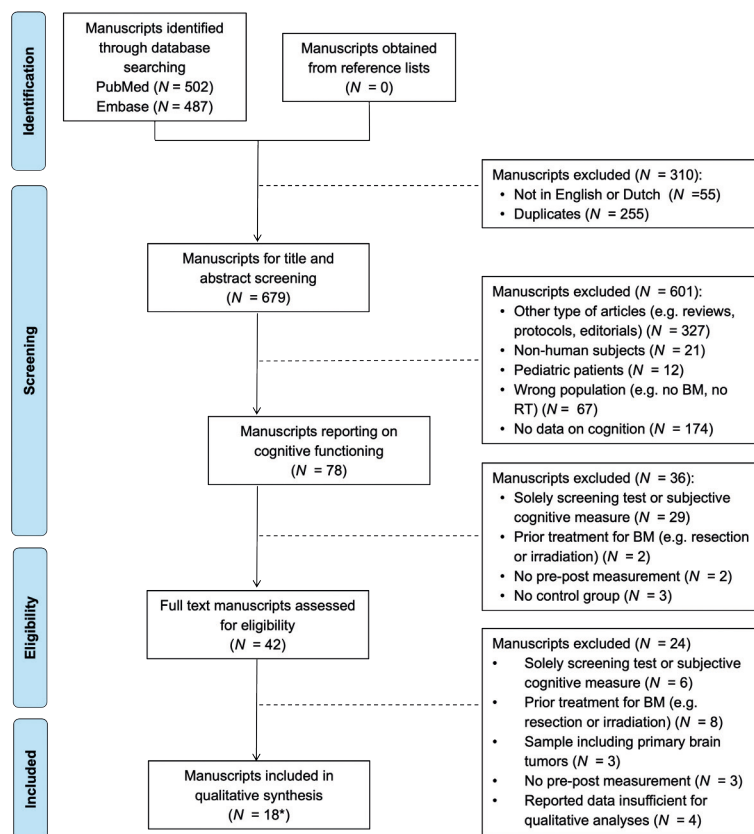 Identification
Manuscripts identified
through database
searching
PubMed (N = 502)
Embase (N = 487)
Manuscripts obtained
from reference lists
(N = 0)
Manuscripts excluded (N = 310):
• Not in English or Dutch (N =55)
• Duplicates (N = 255)
Screening
Manuscripts for title and
abstract screening
(N = 679)
Manuscripts excluded (N = 601):
• Other type of articles (e.g. reviews,
protocols, editorials) (N = 327)
• Non-human subjects (N = 21)
• Pediatric patients (N = 12)
• Wrong population (e.g. no BM, no
RT) (N = 67)
• No data on cognition (N = 174)
Manuscripts reporting on
cognitive functioning
(N = 78)
Manuscripts excluded (N = 36):
• Solely screening test or subjective
cognitive measure (N = 29)
• Prior treatment for BM (e.g. resection
or irradiation) (N = 2)
• No pre-post measurement (N = 2)
• No control group (N = 3)
Eligibility
Full text manuscripts assessed
for eligibility
(N = 42)
Manuscripts excluded (N = 24)
• Solely screening test or subjective
cognitive measure (N = 6)
• Prior treatment for BM (e.g.
resection or irradiation) (N = 8)
• Sample including primary brain
tumors (N = 3)
• No pre-post measurement (N = 3)
• Reported data insufficient for
qualitative analyses (N = 4)
Included
Manuscripts included in
qualitative synthesis
(N = 18*)